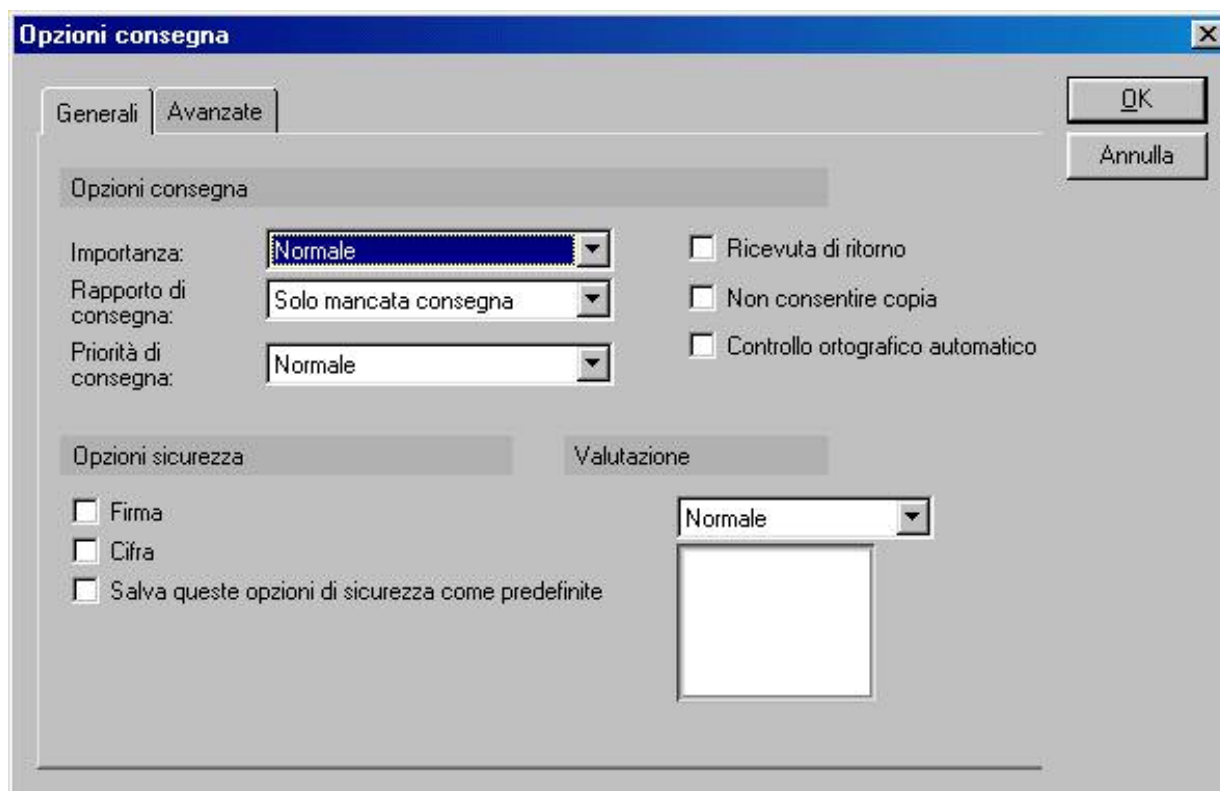 Opzioni consegna
Generali
Avanzate
OK
Annulla
Opzioni consegna
Importanza:
Normale
Ricevuta di ritorno
Rapporto di
consegna:
Solo mancata consegna
Non consentire copia
Priorità di
consegna:
Normale
Controllo ortografico automatico
Opzioni sicurezza
Valutazione
Firma
Normale
Cifra
Salva queste opzioni di sicurezza come predefinite